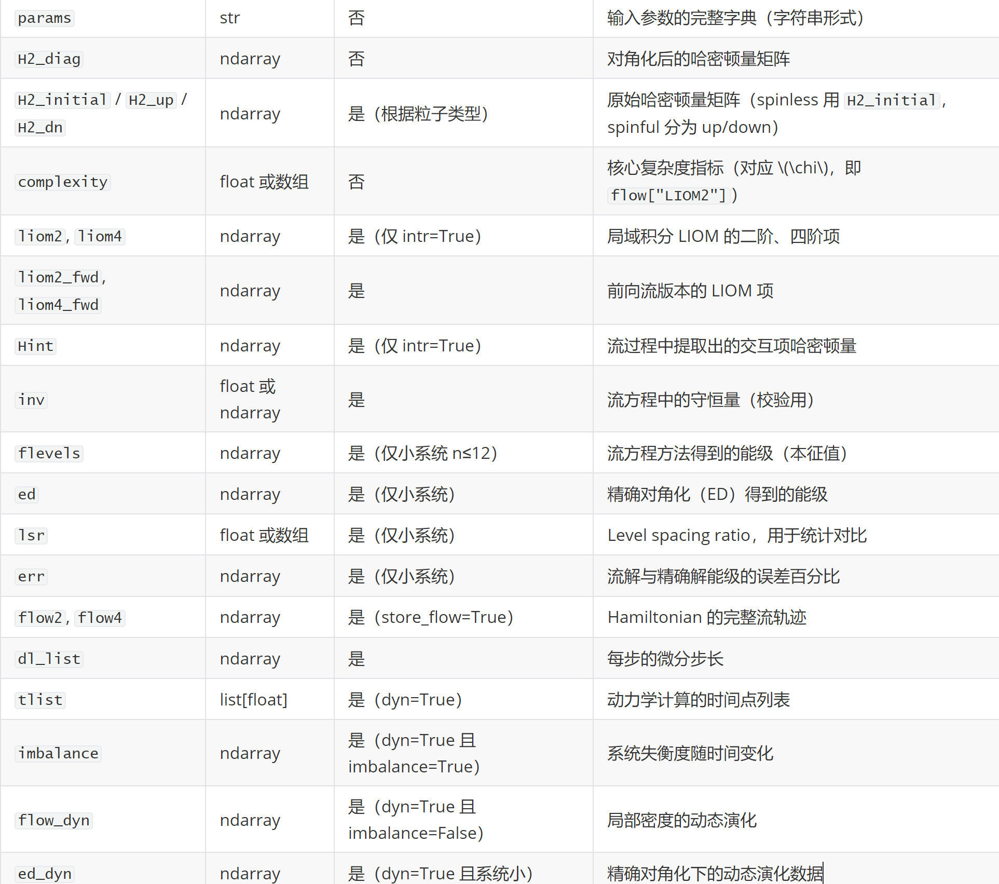 params str 否 输入参数的完整字典（字符串形式）
H2_diag ndarray 否 对角化后的哈密顿量矩阵
H2_initial / H2_up /
H2_dn
ndarray
是（根据粒子类型）
原始哈密顿量矩阵（spinless 用 H2_initial，
spinful 分为 up/down）
complexity
float 或数组
否
核心复杂度指标（对应 \(\chi\)，即
flow["LIOM2"]）
liom2, liom4 ndarray 是（仅 intr=True） 局域积分 LIOM 的二阶、四阶项
liom2_fwd,
liom4_fwd
ndarray
是
前向流版本的 LIOM 项
Hint ndarray 是（仅 intr=True） 流过程中提取出的交互项哈密顿量
inv
float 或
ndarray
是
流方程中的守恒量（校验用）
flevels ndarray 是（仅小系统 n≤12） 流方程方法得到的能级（本征值）
ed ndarray 是（仅小系统） 精确对角化（ED）得到的能级
lsr float 或数组 是（仅小系统） Level spacing ratio，用于统计对比
err ndarray 是（仅小系统） 流解与精确解能级的误差百分比
flow2, flow4 ndarray 是（store_flow=True） Hamiltonian 的完整流轨迹
dl_list ndarray 是 每步的微分步长
tlist list[float] 是（dyn=True） 动力学计算的时间点列表
imbalance
ndarray
是（dyn=True 且
imbalance=True）
系统失衡度随时间变化
flow_dyn
ndarray
是（dyn=True 且
imbalance=False）
局部密度的动态演化
ed_dyn ndarray 是（dyn=True 且系统小） 精确对角化下的动态演化数据